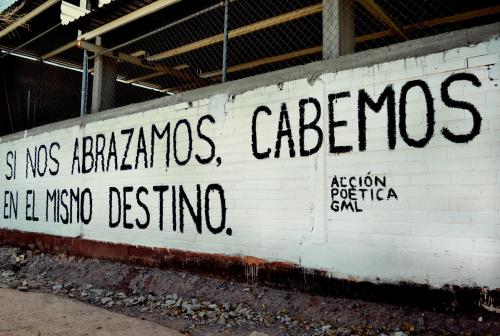 SI NOS ABRAZAMOS, CABEMOS
EN EL MISMO DESTINO.
ACCIÓN
POÉTICA
GML